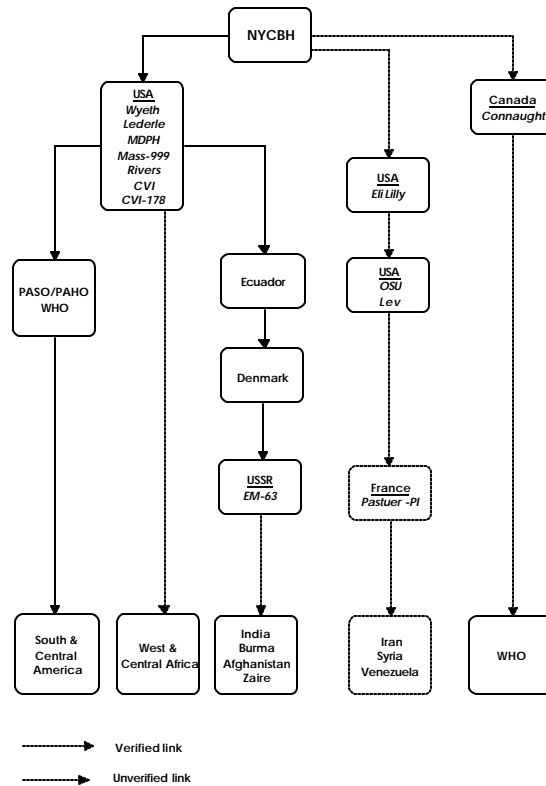 NYCBH
USA
Wyeth
Lederle
MDPH
Mass-999
Rivers
CVI
CVI-178
Canada
Connaught
USA
Eli Lilly
PASO/PAHO
WHO
Ecuador
USA
OSU
Lev
Denmark
USSR
EM-63
France
Pastuer -PI
South &
Central
America
West &
Central Africa
India
Burma
Afghanistan
Zaire
Iran
Syria
Venezuela
WHO
Verified link
Unverified link